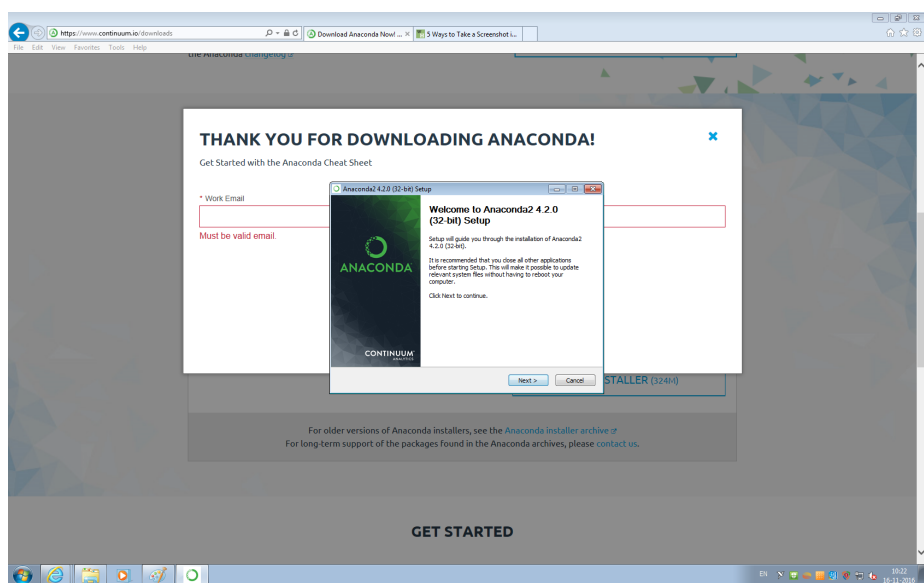 https://www.continuum.io/downloads
Download Anaconda Now! ...
5 Ways to Take a Screenshot i...
File Edit View Favorites Tools Help
the Anaconda changelog
THANK YOU FOR DOWNLOADING ANACONDA!
Get Started with the Anaconda Cheat Sheet
* Work Email
Must be valid email.
Anaconda2 4.2.0 (32-bit) Setup
Welcome to Anaconda2 4.2.0
(32-bit) Setup
Setup will guide you through the installation of Anaconda2
4.2.0 (32-bit).
It is recommended that you close all other applications
before starting Setup. This will make it possible to update
relevant system files without having to reboot your
computer.
Click Next to continue.
ANACONDA
CONTINUUM
ANALYTICS
Next >
Cancel
STALLER (324M)
For older versions of Anaconda installers, see the Anaconda installer archive
For long-term support of the packages found in the Anaconda archives, please contact us.
GET STARTED
EN
10:22
16-11-2016